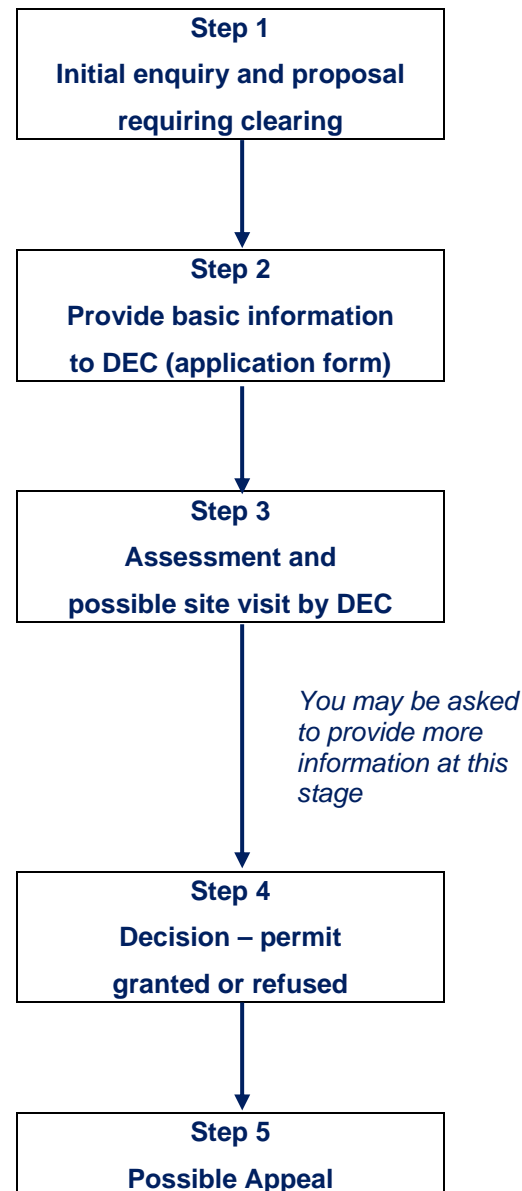 Step 1
Initial enquiry and proposal
requiring clearing
Step 2
Provide basic information
to DEC (application form)
Step 3
Assessment and
possible site visit by DEC
You may be asked
to provide more
information at this
stage
Step 4
Decision – permit
granted or refused
Step 5
Possible Appeal